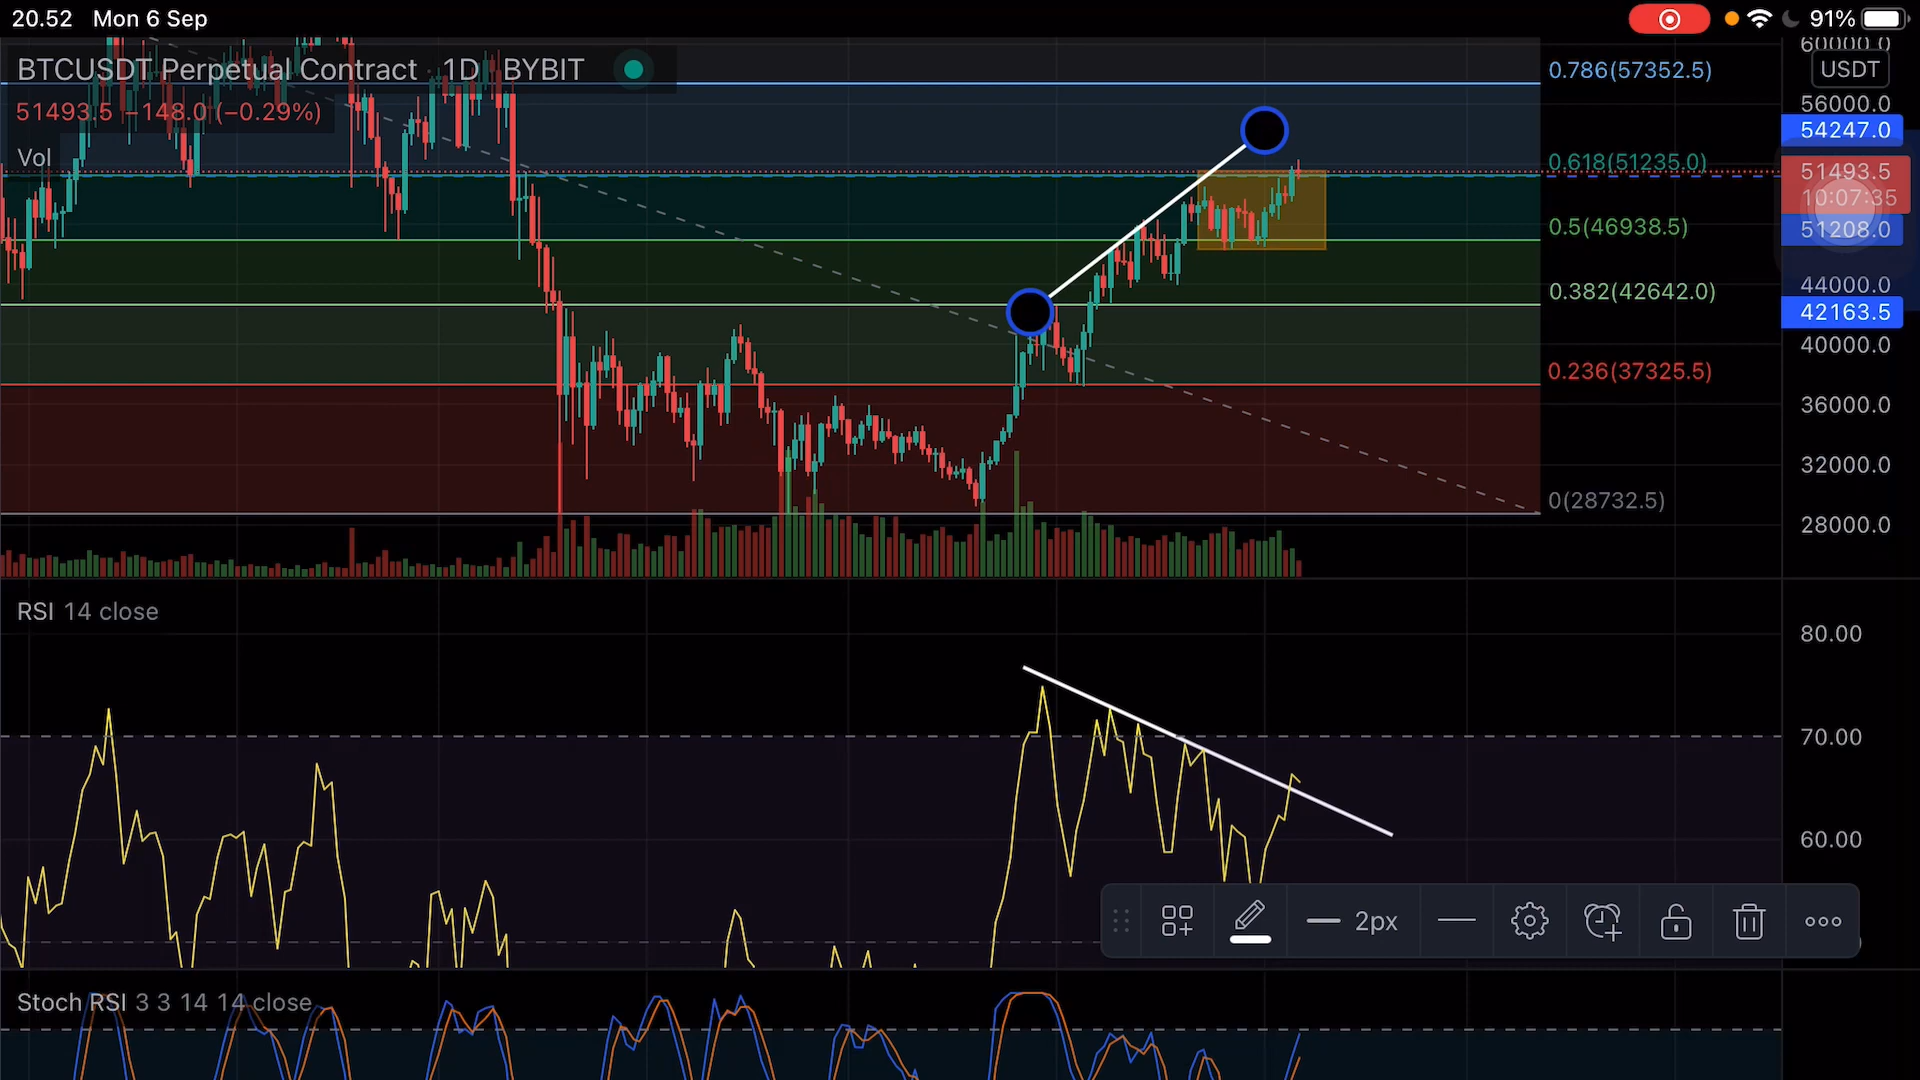 20.52 Mon 6 Sep
91%
BTCUSDT Perpetual Contract · 1D · BYBIT
51493.5 −148.0 (−0.29%)
Vol
0.786(57352.5)
0.618(51235.0)
0.5(46938.5)
0.382(42642.0)
0.236(37325.5)
0(28732.5)
60000.0
USDT
56000.0
54247.0
51493.5
10:07:35
51208.0
44000.0
42163.5
40000.0
36000.0
32000.0
28000.0
RSI 14 close
80.00
70.00
60.00
2px
Stoch RSI 3 3 14 14 close